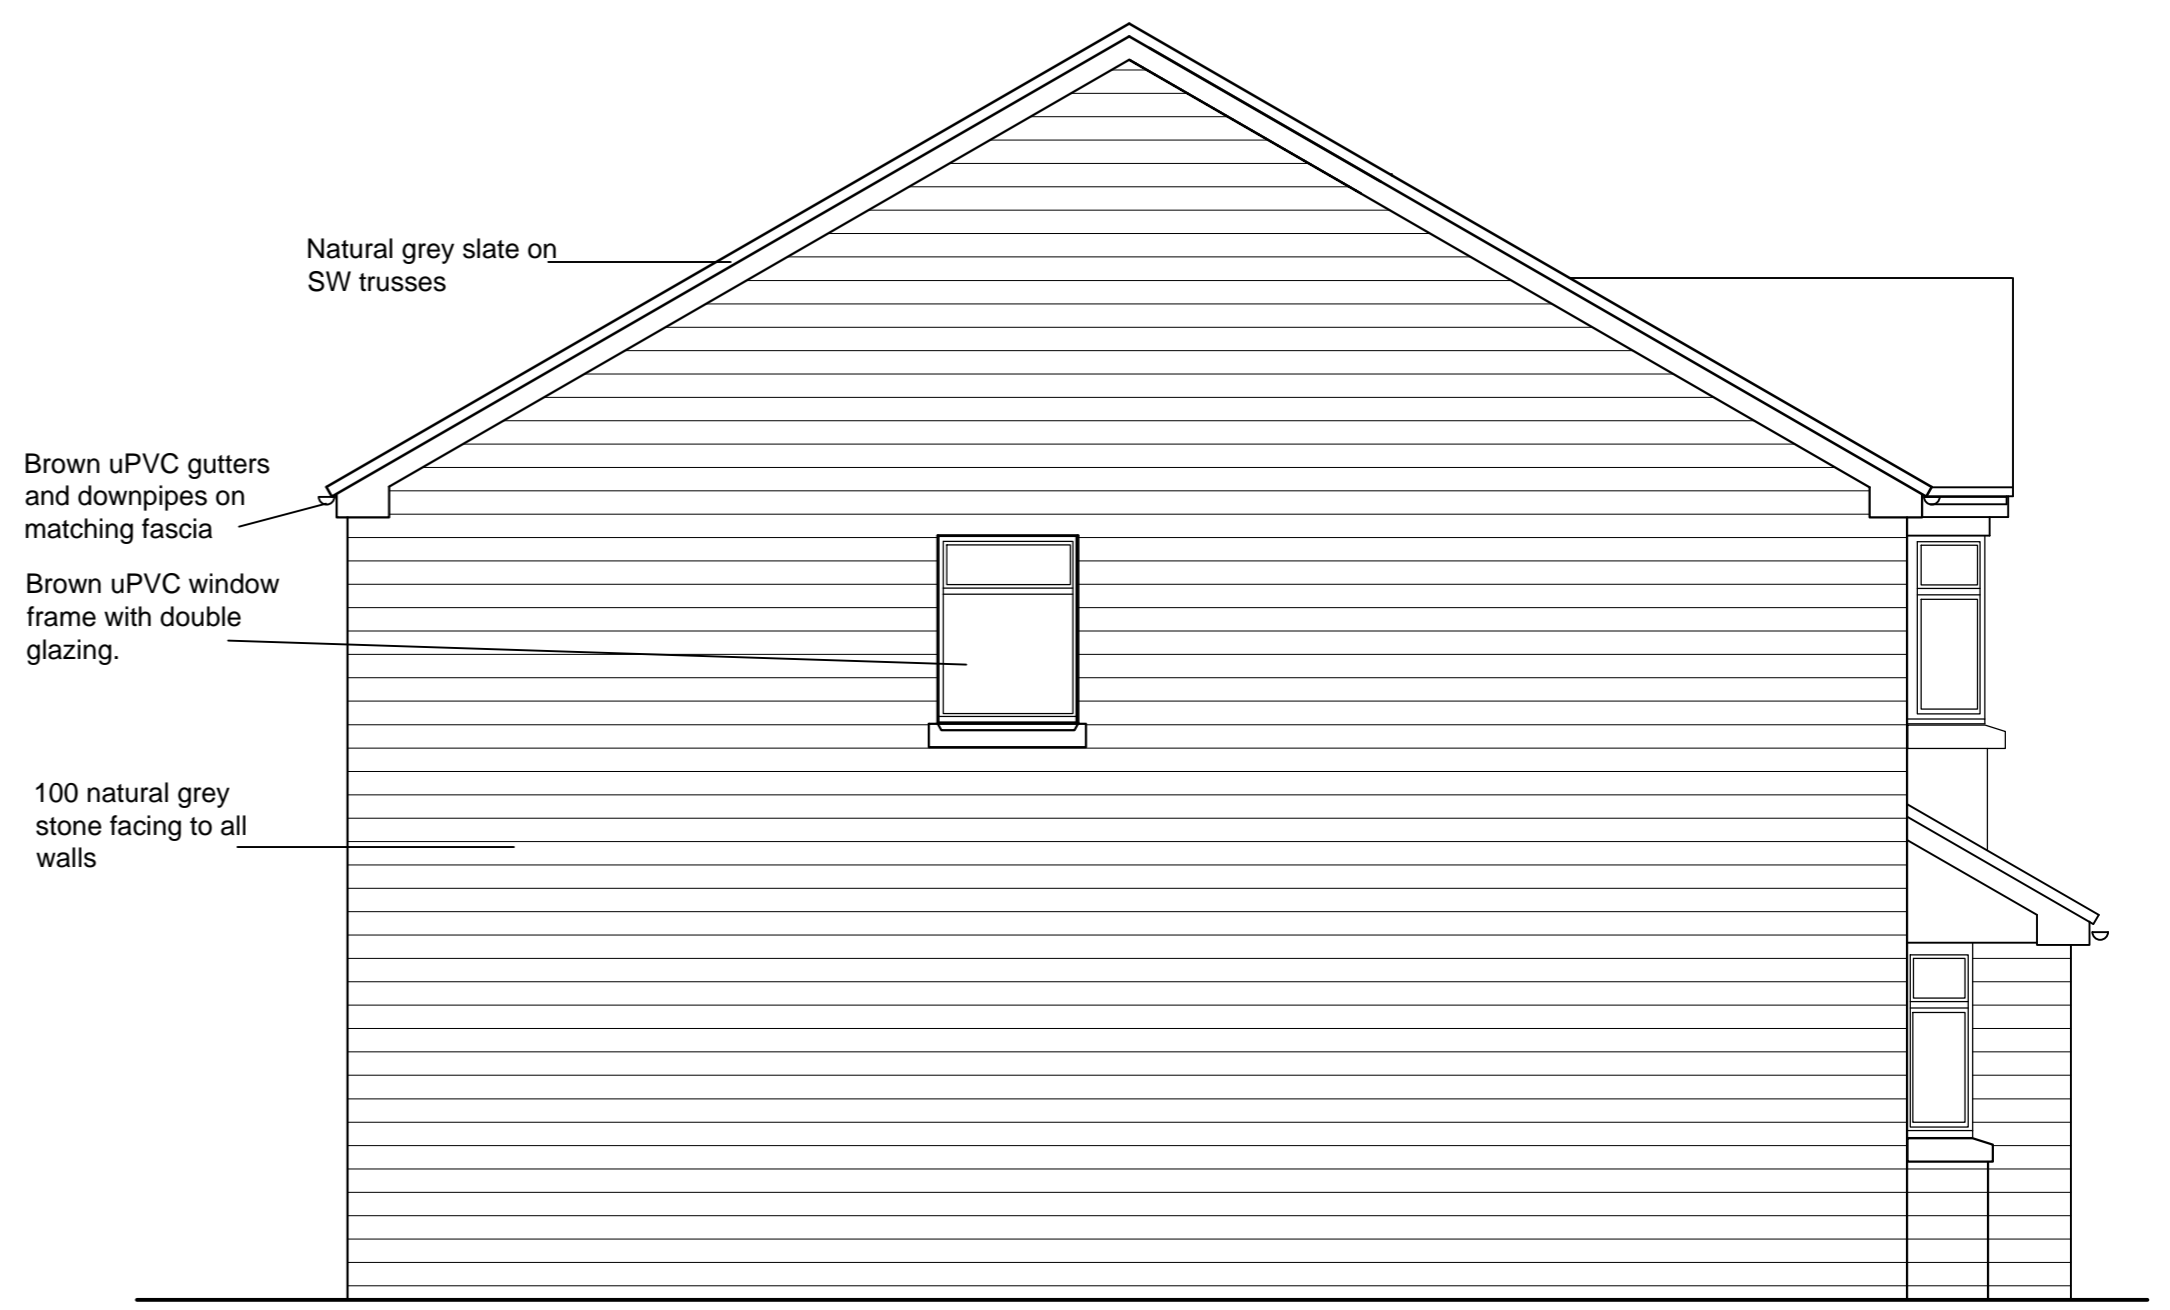 Natural grey slate on
SW trusses
Brown uPVC gutters
and downpipes on
matching fascia
Brown uPVC window
frame with double
glazing.
100 natural grey
stone facing to all
walls